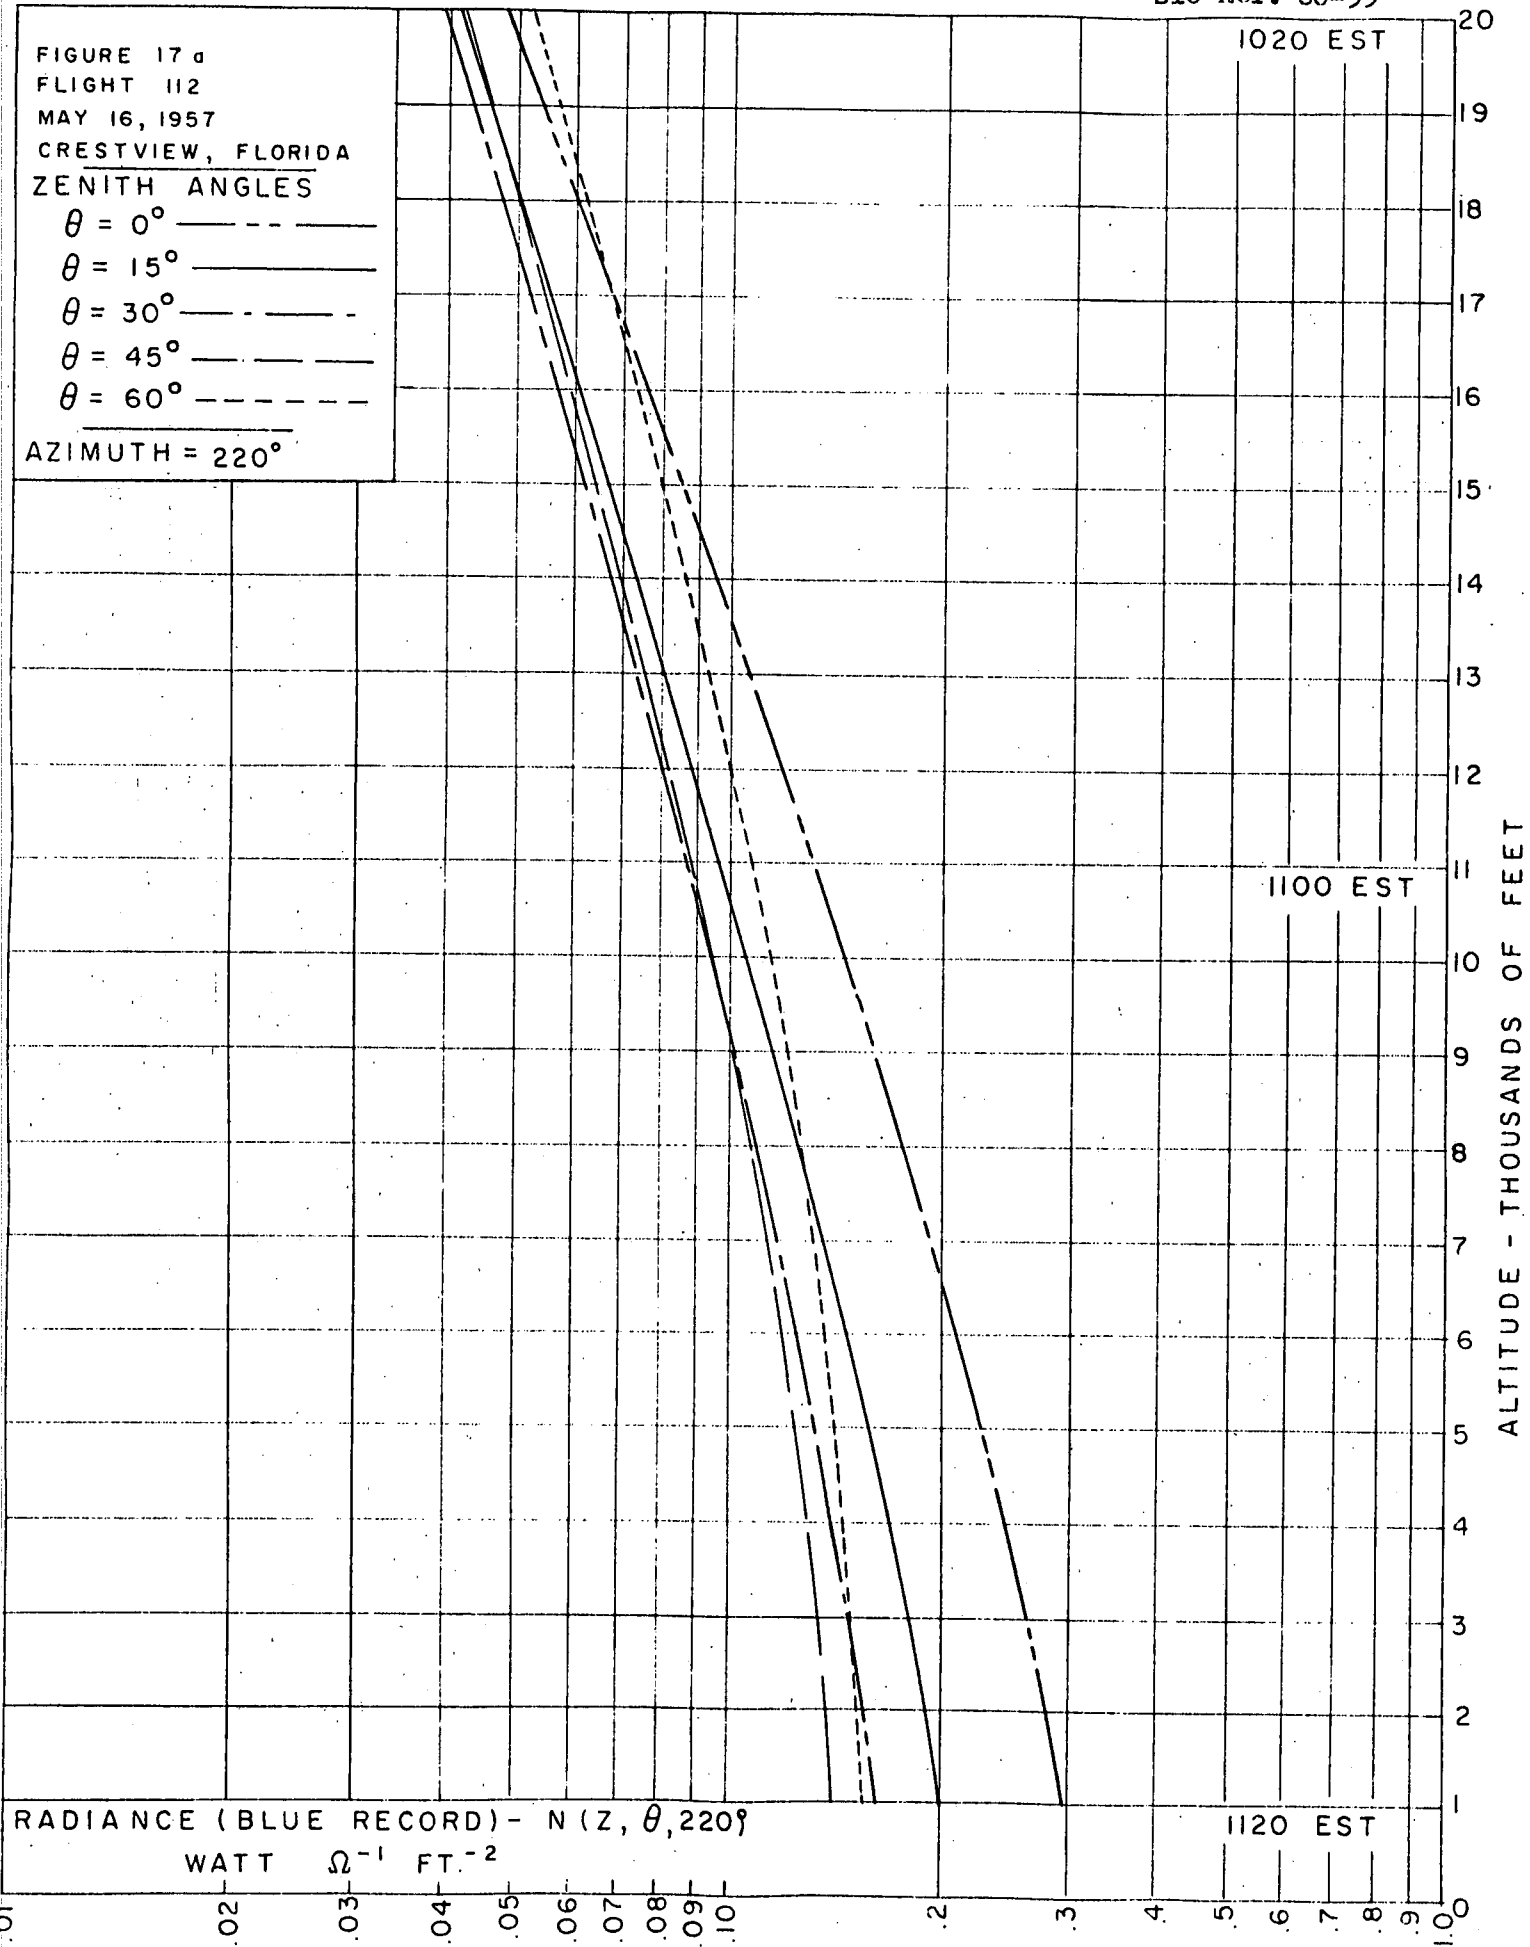 1020 EST
FIGURE 17 a
FLIGHT 112
MAY 16, 1957
CRESTVIEW, FLORIDA
ZENITH ANGLES
θ = 0°
θ = 15°
θ = 30°
θ = 45°
θ = 60°
AZIMUTH = 220°
20
19
18
17
16
15
14
13
12
11
1100 EST
10
9
8
7
6
5
4
3
2
1
0
ALTITUDE - THOUSANDS OF FEET
1120 EST
RADIANCE (BLUE RECORD) - N (Z, θ, 220°)
WATT Ω⁻¹ FT.⁻²
.01
.02
.03
.04
.05
.06
.07
.08
.09
.10
.2
.3
.4
.5
.6
.7
.8
.9
1.0